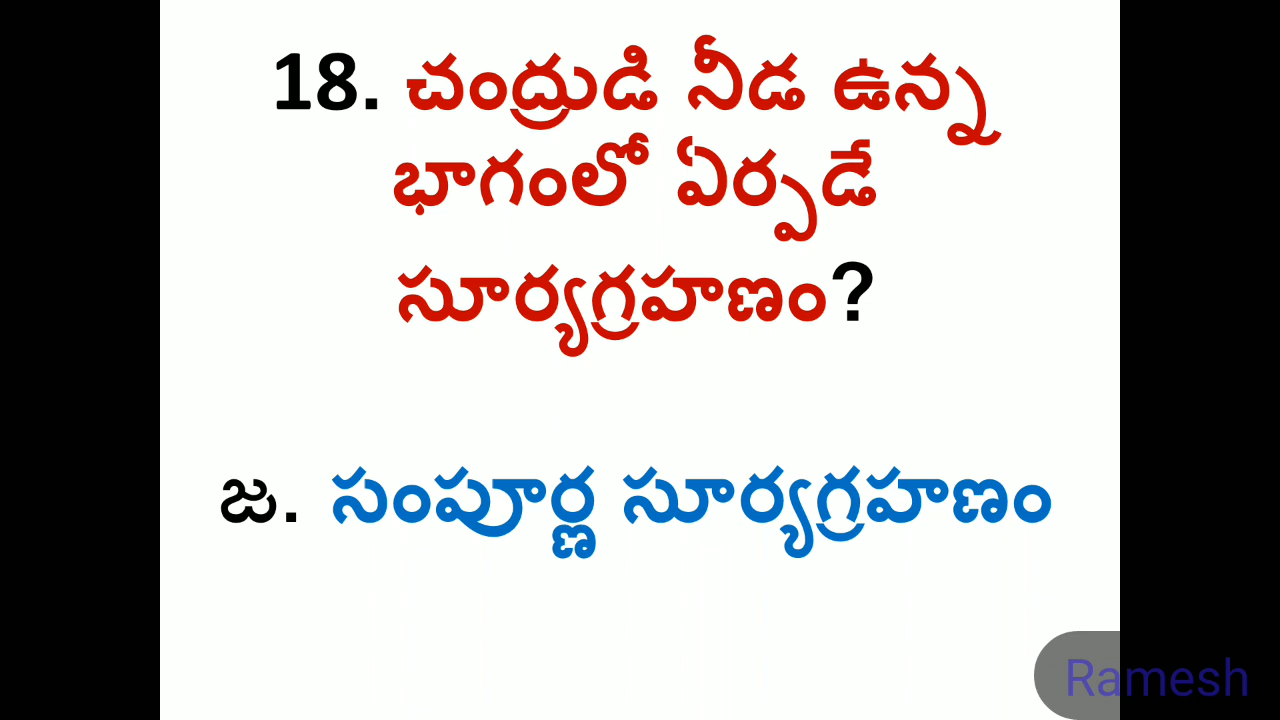 18. చంద్రుడి నీడ ఉన్న
భాగంలో ఏర్పడే
సూర్యగ్రహణం?
జ. సంపూర్ణ సూర్యగ్రహణం
Ramesh